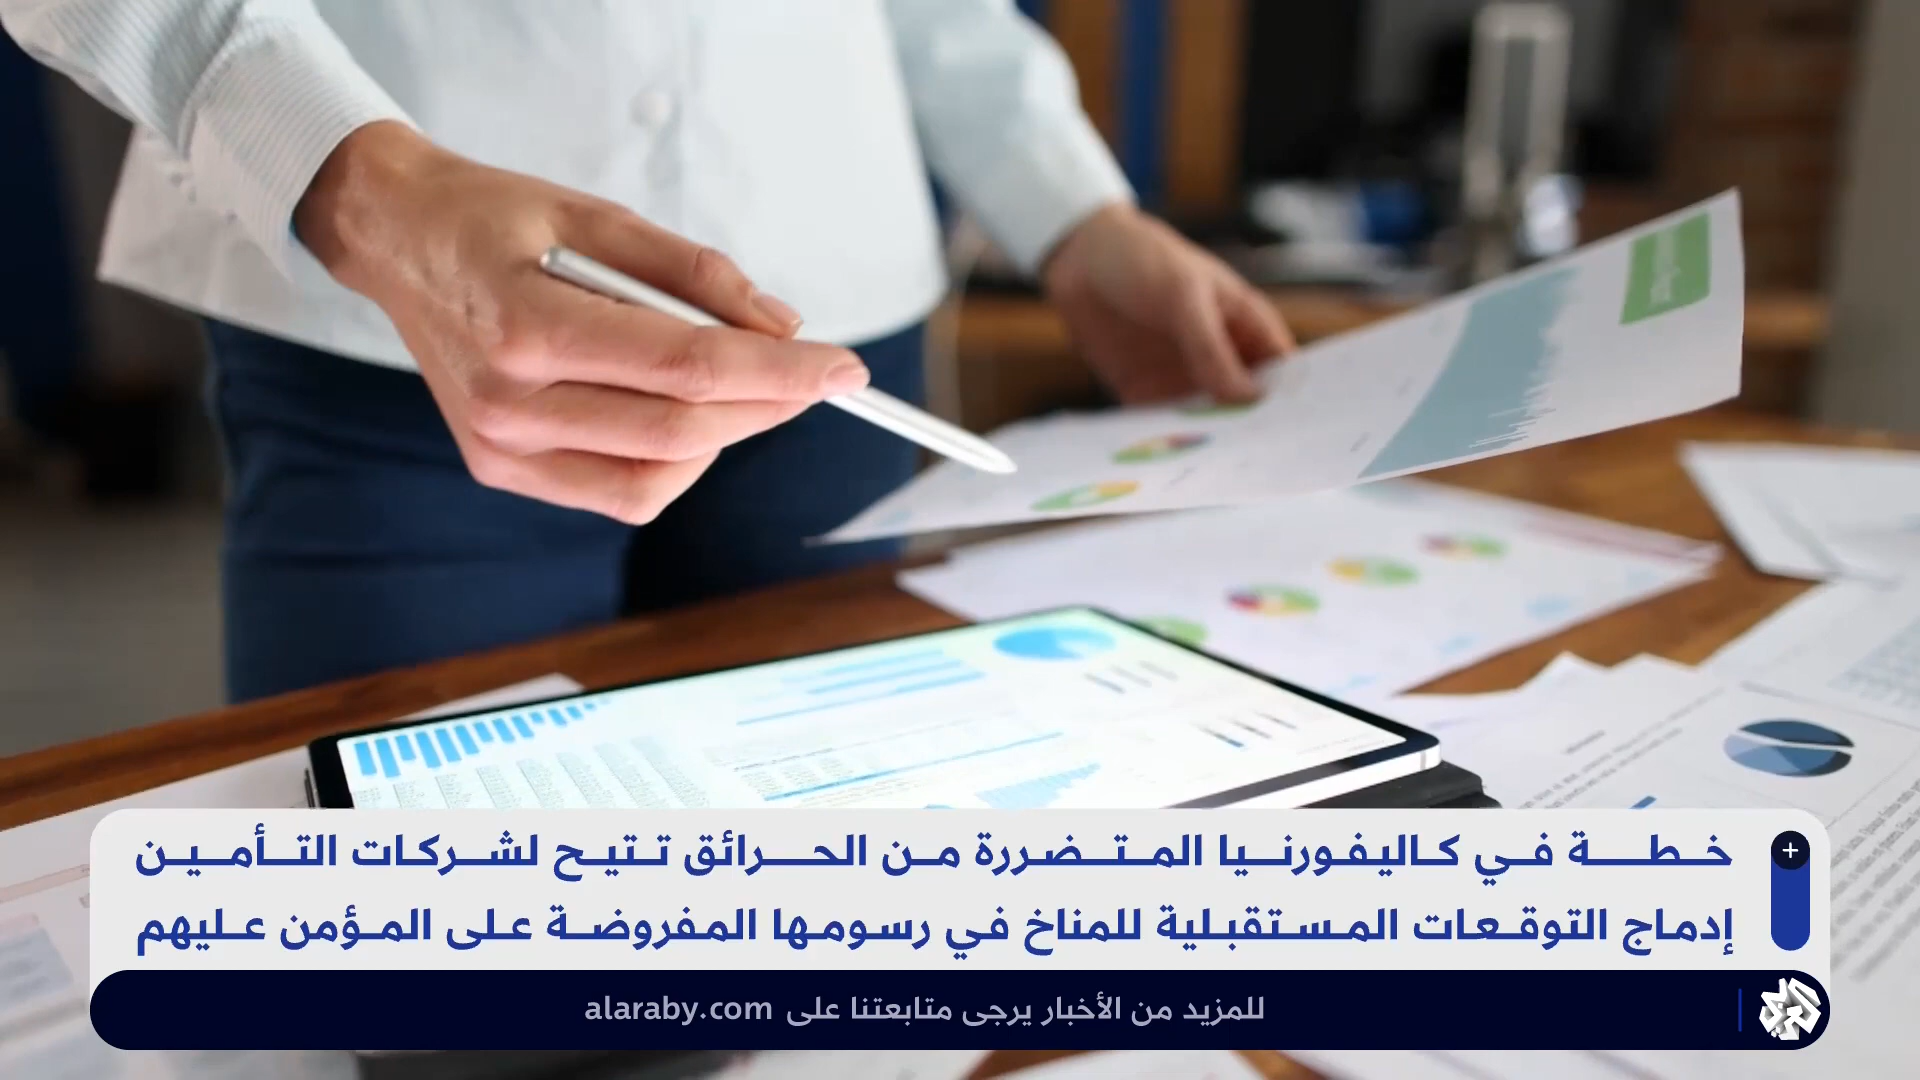 خطة في كاليفورنيا المتضررة من الحرائق تتيح لشركات التأمين
إدماج التوقعات المستقبلية للمناخ في رسومها المفروضة على المؤمن عليهم
للمزيد من الأخبار يرجى متابعتنا على alaraby.com